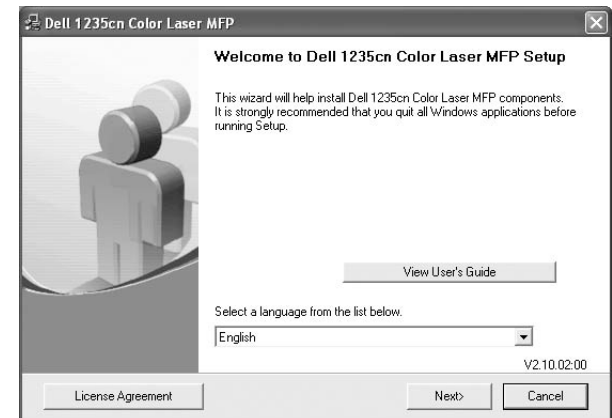 Dell 1235cn Color Laser MFP
Welcome to Dell 1235cn Color Laser MFP Setup
This wizard will help install Dell 1235cn Color Laser MFP components.
It is strongly recommended that you quit all Windows applications before
running Setup.
View User's Guide
Select a language from the list below.
English
V2.10.02:00
License Agreement
Next>
Cancel